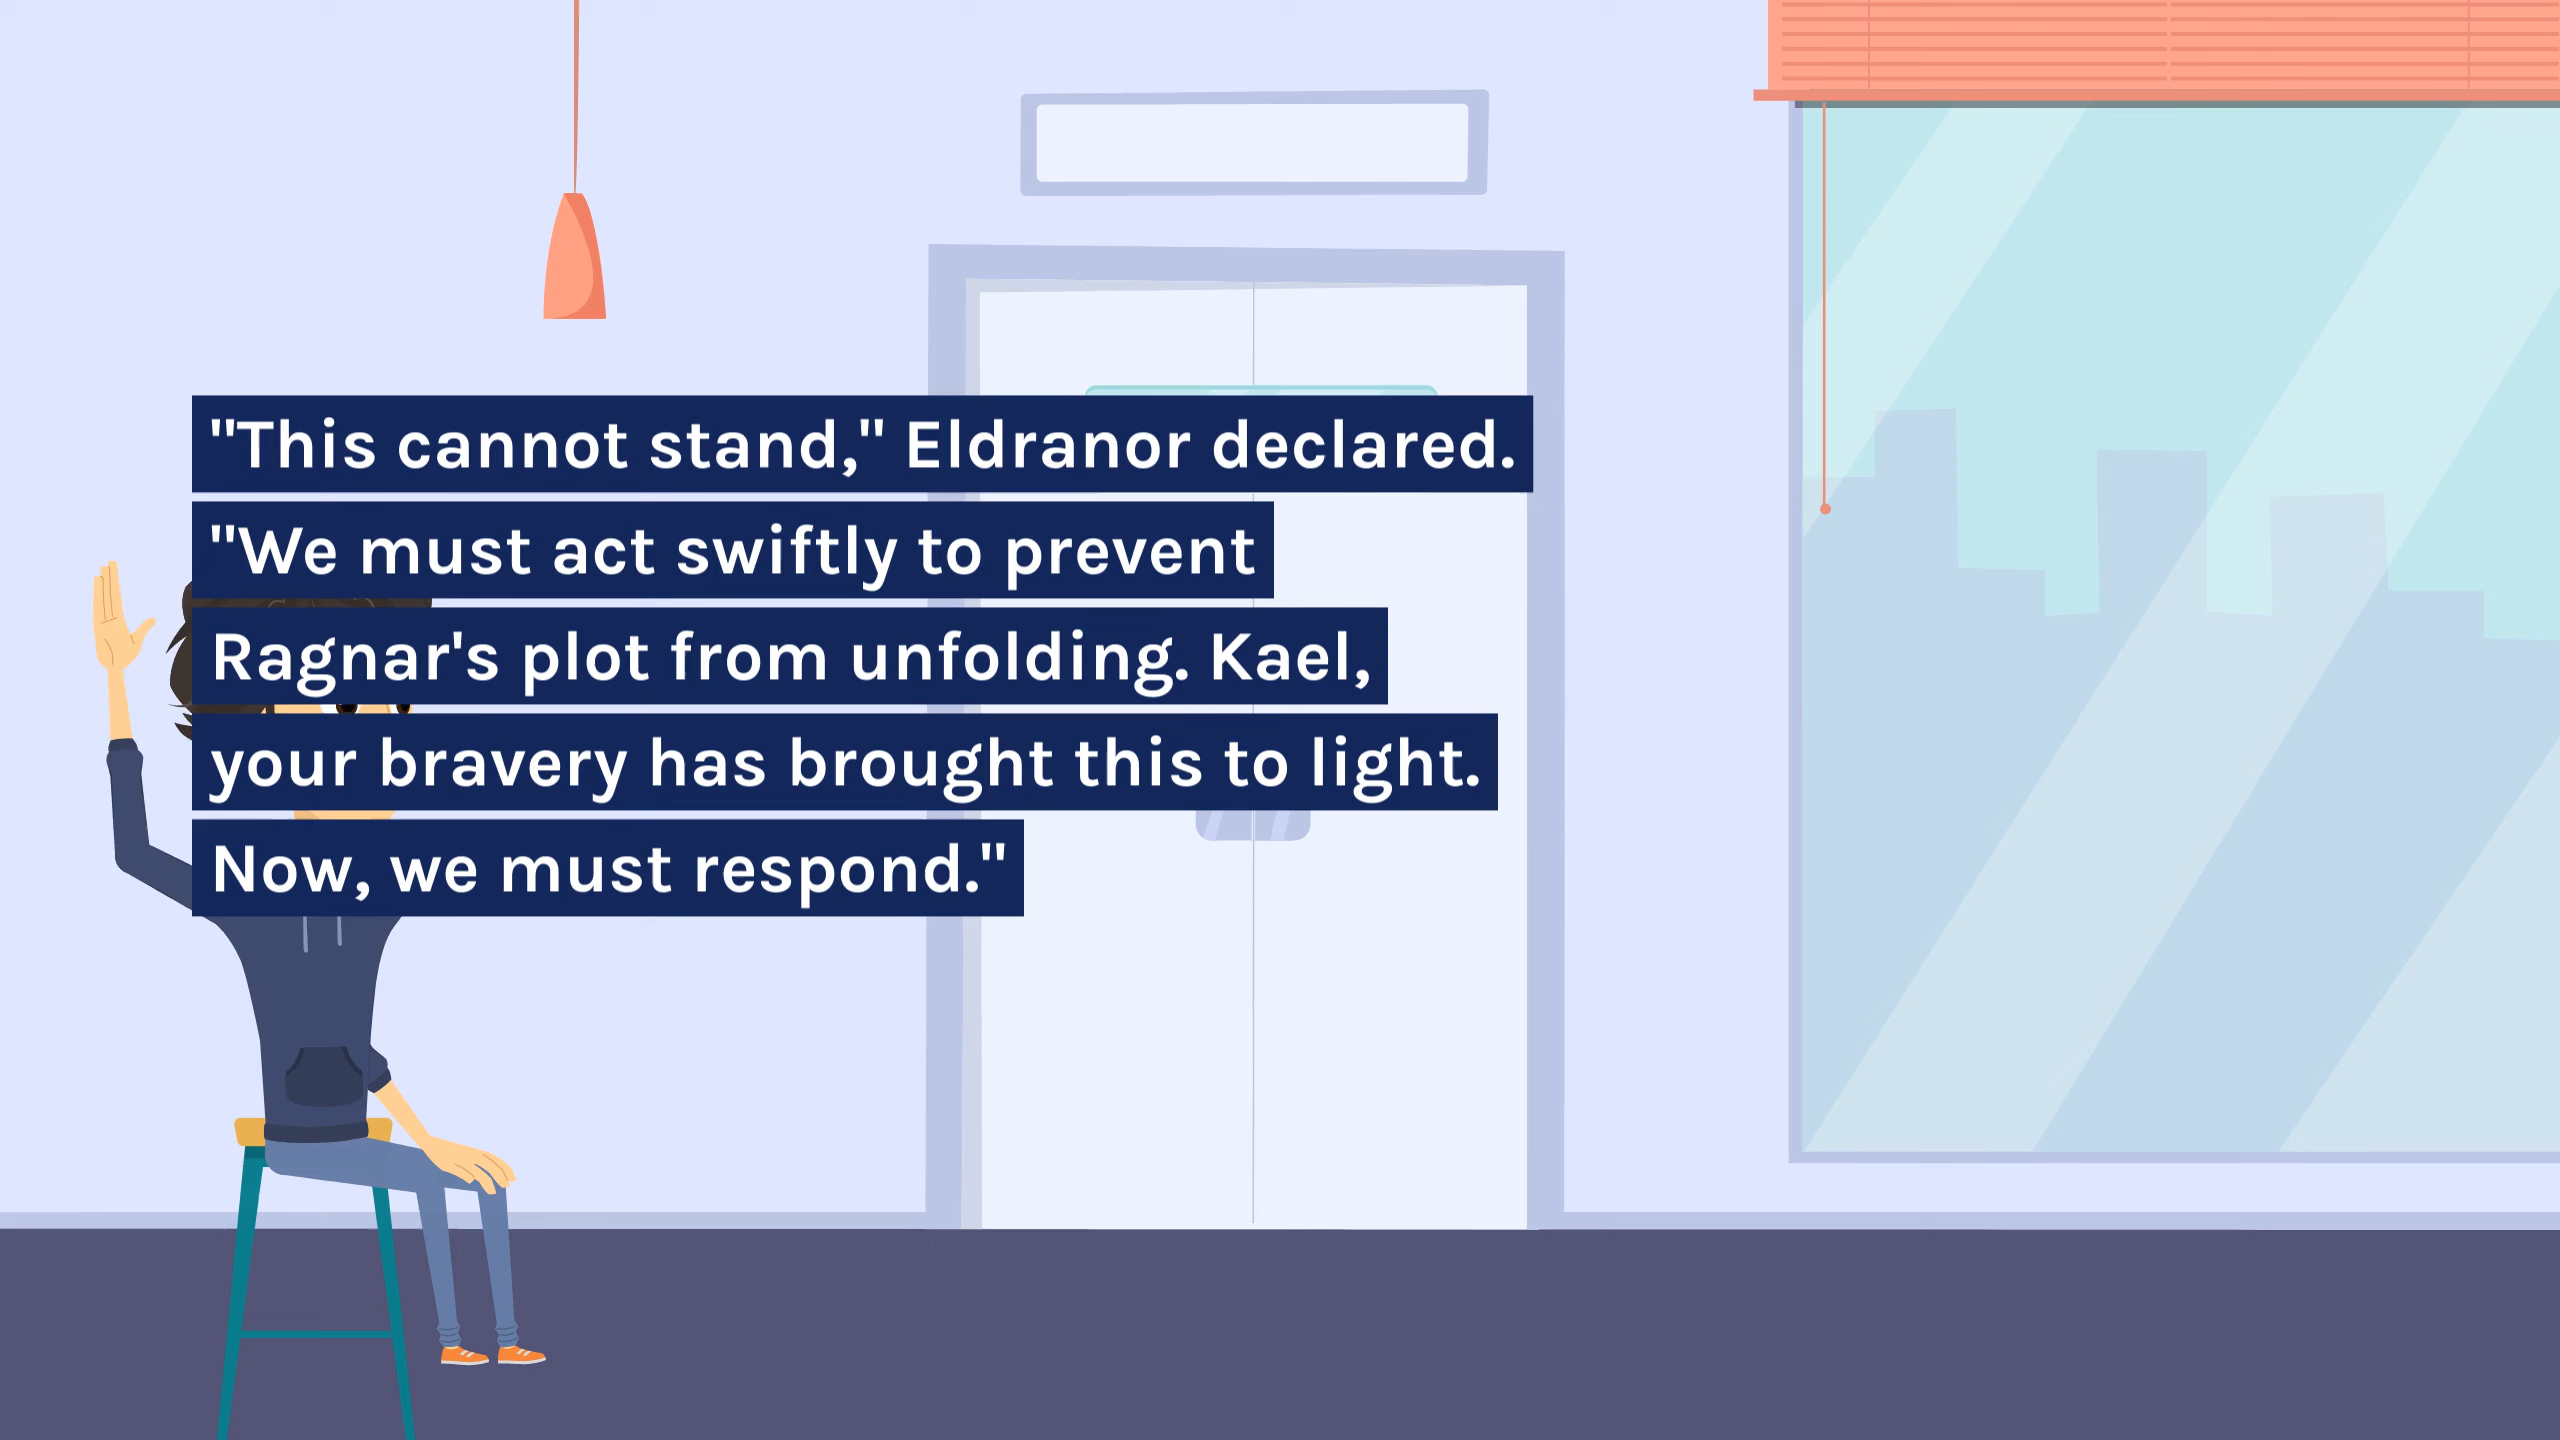 "This cannot stand," Eldranor declared.
"We must act swiftly to prevent
Ragnar's plot from unfolding. Kael,
your bravery has brought this to light.
Now, we must respond."